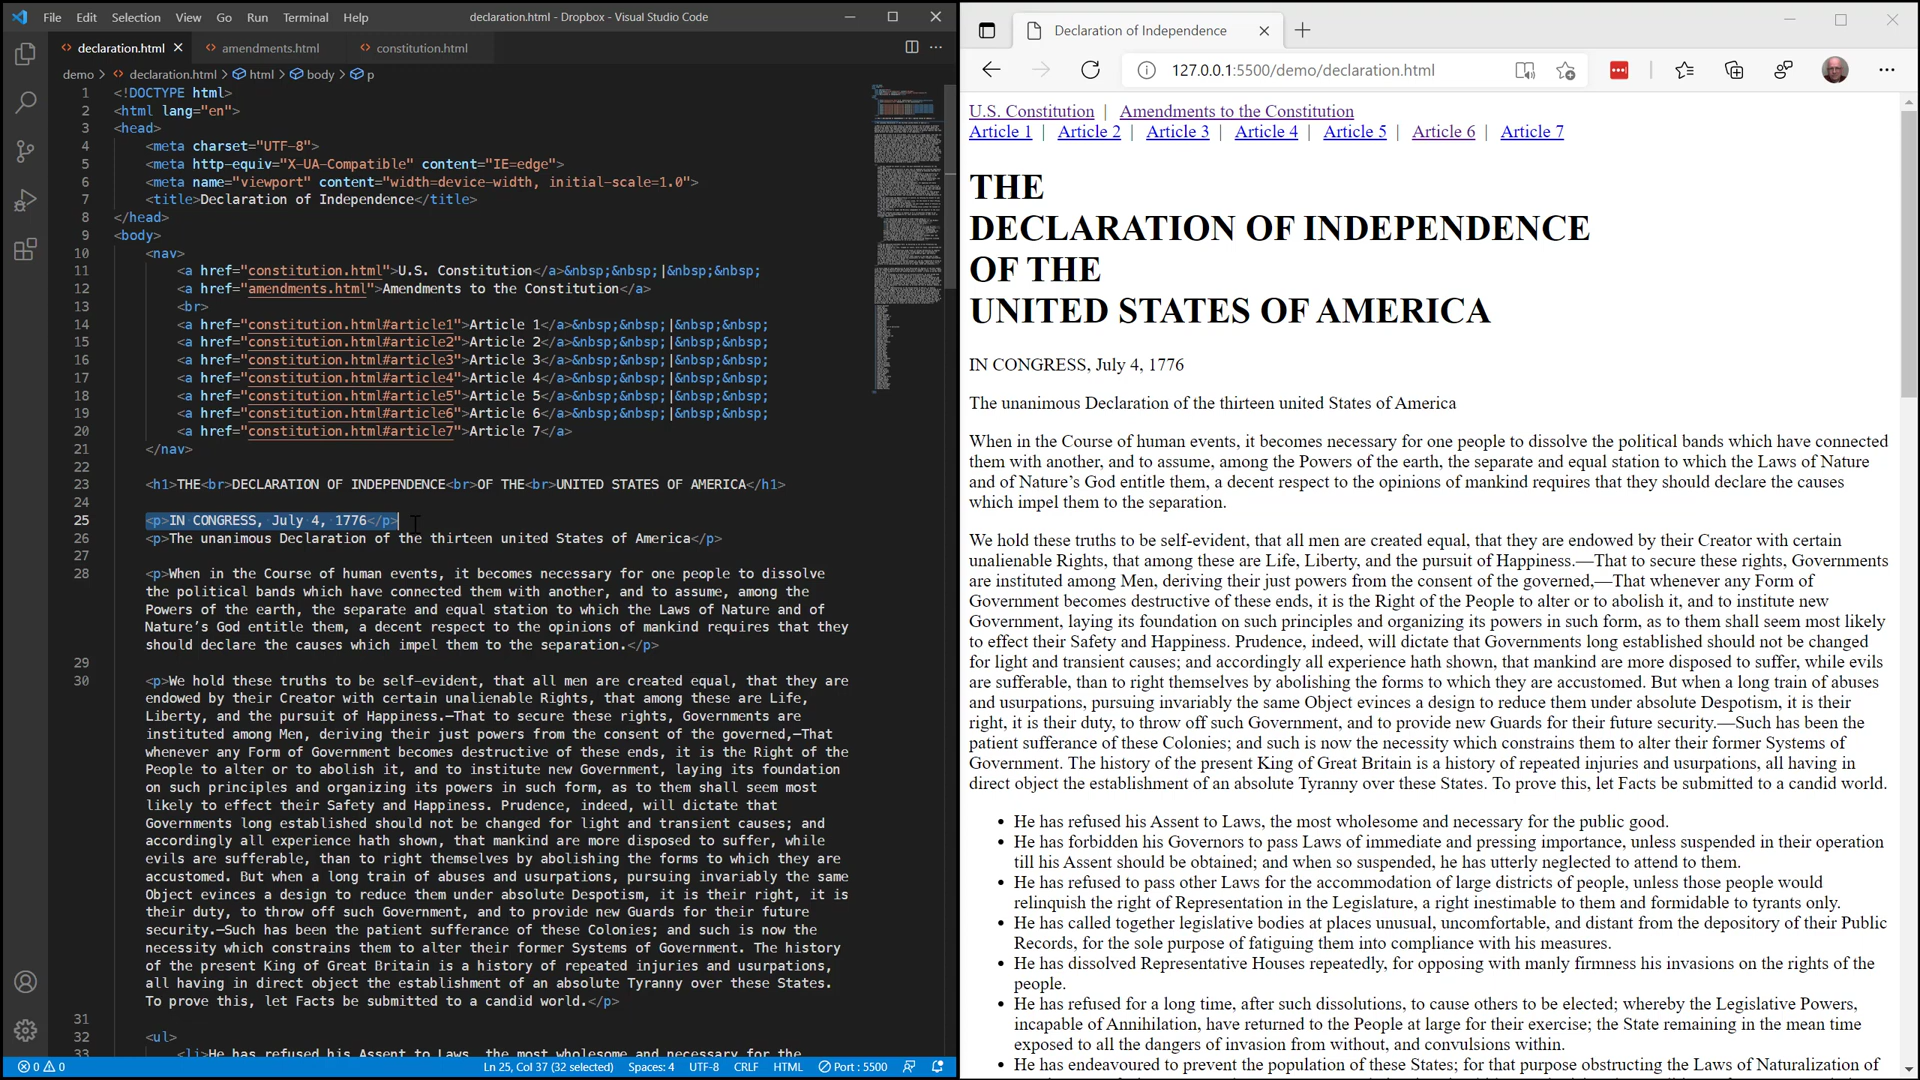 File Edit Selection View Go Run Terminal Help declaration.html - Dropbox - Visual Studio Code
declaration.html amendments.html constitution.html
demo > declaration.html > html > body > p
1 <!DOCTYPE html>
2 <html lang="en">
3 <head>
4 <meta charset="UTF-8">
5 <meta http-equiv="X-UA-Compatible" content="IE=edge">
6 <meta name="viewport" content="width=device-width, initial-scale=1.0">
7 <title>Declaration of Independence</title>
8 </head>
9 <body>
10 <nav>
11 <a href="constitution.html">U.S. Constitution</a>&nbsp;&nbsp;|&nbsp;&nbsp;
12 <a href="amendments.html">Amendments to the Constitution</a>
13 <br>
14 <a href="constitution.html#article1">Article 1</a>&nbsp;&nbsp;|&nbsp;&nbsp;
15 <a href="constitution.html#article2">Article 2</a>&nbsp;&nbsp;|&nbsp;&nbsp;
16 <a href="constitution.html#article3">Article 3</a>&nbsp;&nbsp;|&nbsp;&nbsp;
17 <a href="constitution.html#article4">Article 4</a>&nbsp;&nbsp;|&nbsp;&nbsp;
18 <a href="constitution.html#article5">Article 5</a>&nbsp;&nbsp;|&nbsp;&nbsp;
19 <a href="constitution.html#article6">Article 6</a>&nbsp;&nbsp;|&nbsp;&nbsp;
20 <a href="constitution.html#article7">Article 7</a>
21 </nav>
22
23 <h1>THE<br>DECLARATION OF INDEPENDENCE<br>OF THE<br>UNITED STATES OF AMERICA</h1>
24
25 <p>IN CONGRESS, July 4, 1776</p>
26 <p>The unanimous Declaration of the thirteen united States of America</p>
27
28 <p>When in the Course of human events, it becomes necessary for one people to dissolve
the political bands which have connected them with another, and to assume, among the
Powers of the earth, the separate and equal station to which the Laws of Nature and of
Nature’s God entitle them, a decent respect to the opinions of mankind requires that they
should declare the causes which impel them to the separation.</p>
29
30 <p>We hold these truths to be self-evident, that all men are created equal, that they are
endowed by their Creator with certain unalienable Rights, that among these are Life,
Liberty, and the pursuit of Happiness.—That to secure these rights, Governments are
instituted among Men, deriving their just powers from the consent of the governed,—That
whenever any Form of Government becomes destructive of these ends, it is the Right of the
People to alter or to abolish it, and to institute new Government, laying its foundation
on such principles and organizing its powers in such form, as to them shall seem most
likely to effect their Safety and Happiness. Prudence, indeed, will dictate that
Governments long established should not be changed for light and transient causes; and
accordingly all experience hath shown, that mankind are more disposed to suffer, while
evils are sufferable, than to right themselves by abolishing the forms to which they are
accustomed. But when a long train of abuses and usurpations, pursuing invariably the same
Object evinces a design to reduce them under absolute Despotism, it is their right, it is
their duty, to throw off such Government, and to provide new Guards for their future
security.—Such has been the patient sufferance of these Colonies; and such is now the
necessity which constrains them to alter their former Systems of Government. The history
of the present King of Great Britain is a history of repeated injuries and usurpations,
all having in direct object the establishment of an absolute Tyranny over these States.
To prove this, let Facts be submitted to a candid world.</p>
31
32 <ul>
33 <li>He has refused his Assent to Laws, the most wholesome and necessary for the
0 0 Ln 25, Col 37 (32 selected) Spaces: 4 UTF-8 CRLF HTML Port : 5500
Declaration of Independence
127.0.0.1:5500/demo/declaration.html
U.S. Constitution | Amendments to the Constitution
Article 1 | Article 2 | Article 3 | Article 4 | Article 5 | Article 6 | Article 7
THE
DECLARATION OF INDEPENDENCE
OF THE
UNITED STATES OF AMERICA
IN CONGRESS, July 4, 1776
The unanimous Declaration of the thirteen united States of America
When in the Course of human events, it becomes necessary for one people to dissolve the political bands which have connected
them with another, and to assume, among the Powers of the earth, the separate and equal station to which the Laws of Nature
and of Nature’s God entitle them, a decent respect to the opinions of mankind requires that they should declare the causes
which impel them to the separation.
We hold these truths to be self-evident, that all men are created equal, that they are endowed by their Creator with certain
unalienable Rights, that among these are Life, Liberty, and the pursuit of Happiness.—That to secure these rights, Governments
are instituted among Men, deriving their just powers from the consent of the governed,—That whenever any Form of
Government becomes destructive of these ends, it is the Right of the People to alter or to abolish it, and to institute new
Government, laying its foundation on such principles and organizing its powers in such form, as to them shall seem most likely
to effect their Safety and Happiness. Prudence, indeed, will dictate that Governments long established should not be changed
for light and transient causes; and accordingly all experience hath shown, that mankind are more disposed to suffer, while evils
are sufferable, than to right themselves by abolishing the forms to which they are accustomed. But when a long train of abuses
and usurpations, pursuing invariably the same Object evinces a design to reduce them under absolute Despotism, it is their
right, it is their duty, to throw off such Government, and to provide new Guards for their future security.—Such has been the
patient sufferance of these Colonies; and such is now the necessity which constrains them to alter their former Systems of
Government. The history of the present King of Great Britain is a history of repeated injuries and usurpations, all having in
direct object the establishment of an absolute Tyranny over these States. To prove this, let Facts be submitted to a candid world.
• He has refused his Assent to Laws, the most wholesome and necessary for the public good.
• He has forbidden his Governors to pass Laws of immediate and pressing importance, unless suspended in their operation
till his Assent should be obtained; and when so suspended, he has utterly neglected to attend to them.
• He has refused to pass other Laws for the accommodation of large districts of people, unless those people would
relinquish the right of Representation in the Legislature, a right inestimable to them and formidable to tyrants only.
• He has called together legislative bodies at places unusual, uncomfortable, and distant from the depository of their Public
Records, for the sole purpose of fatiguing them into compliance with his measures.
• He has dissolved Representative Houses repeatedly, for opposing with manly firmness his invasions on the rights of the
people.
• He has refused for a long time, after such dissolutions, to cause others to be elected; whereby the Legislative Powers,
incapable of Annihilation, have returned to the People at large for their exercise; the State remaining in the mean time
exposed to all the dangers of invasion from without, and convulsions within.
• He has endeavoured to prevent the population of these States; for that purpose obstructing the Laws of Naturalization of